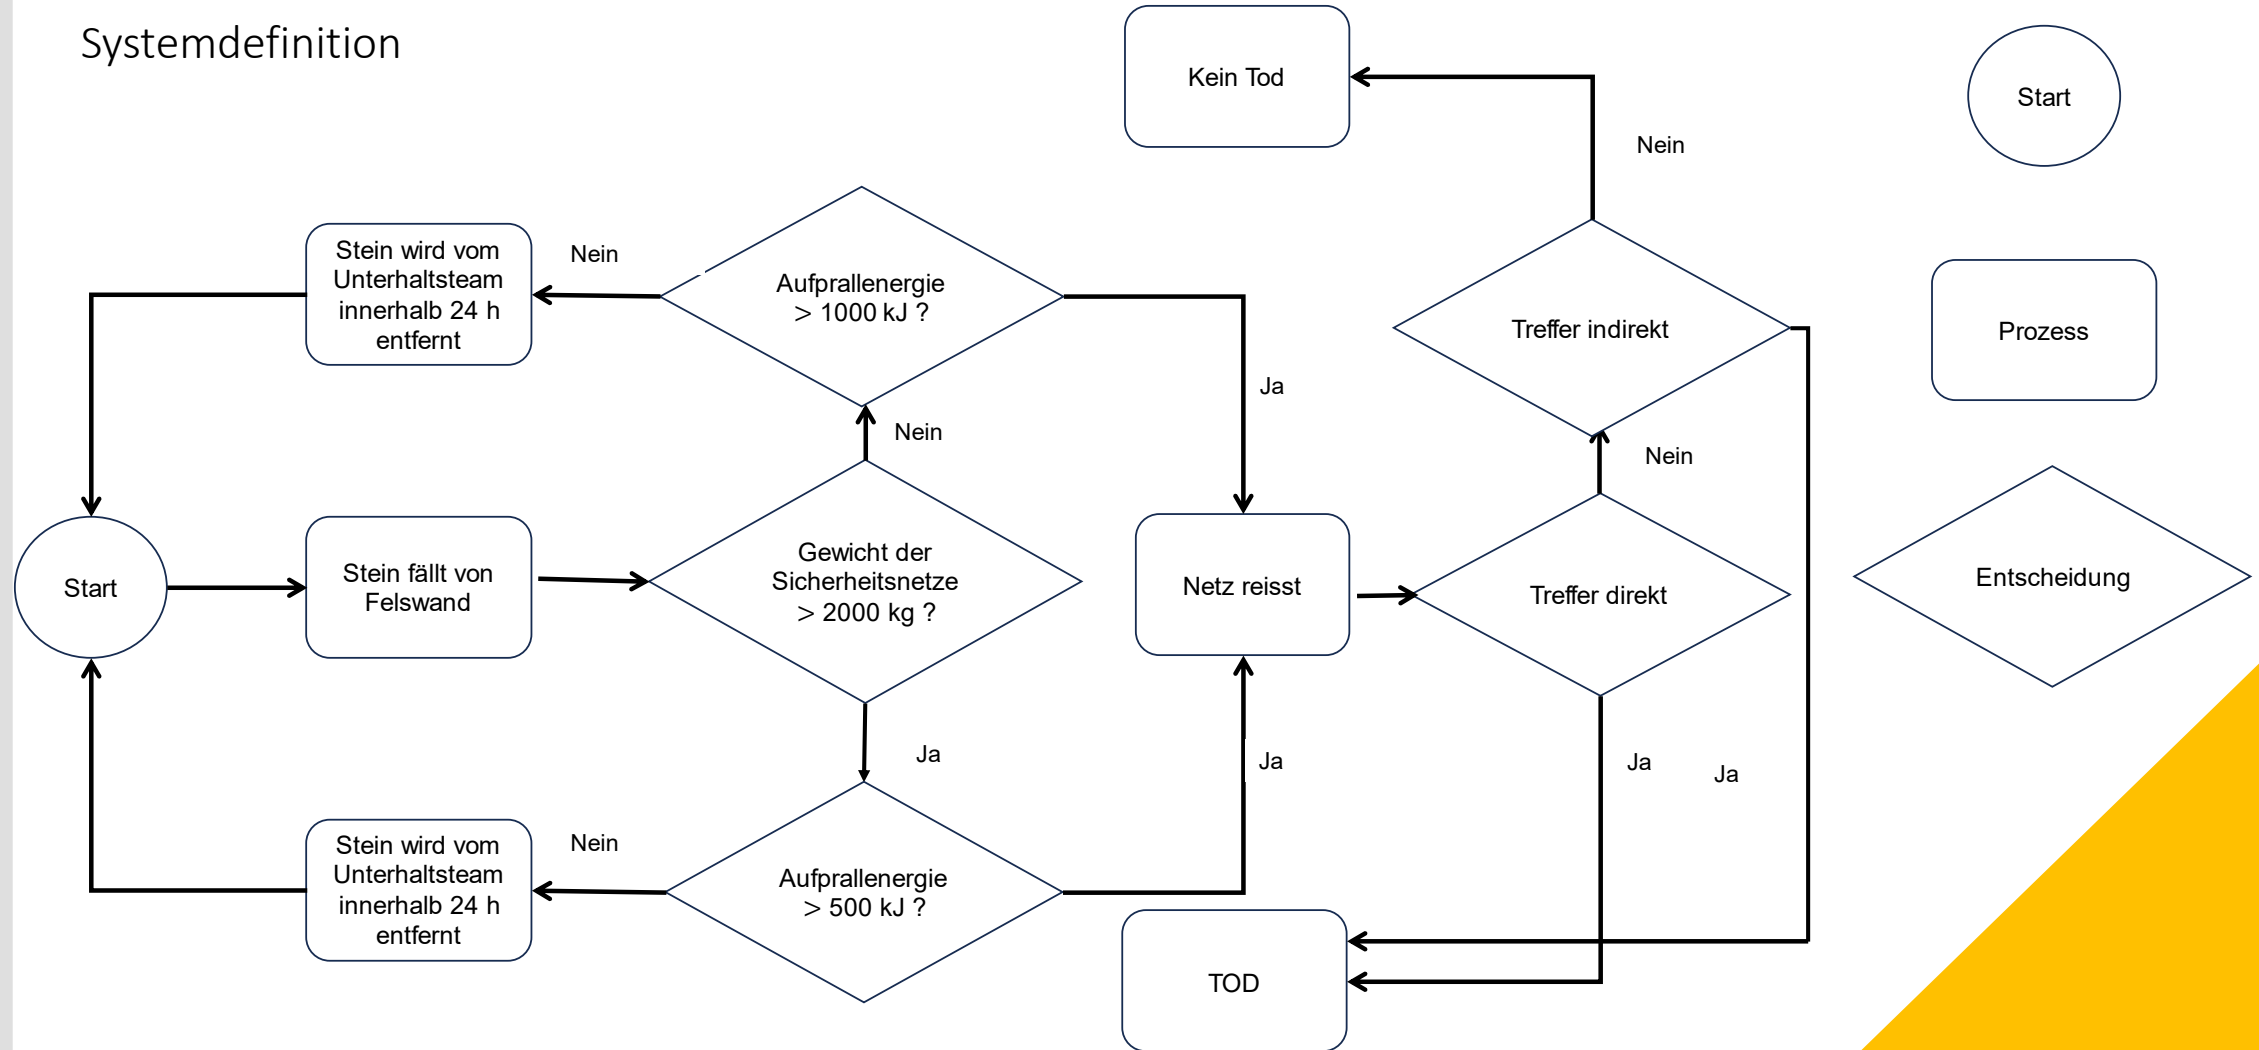 Systemdefinition
Kein Tod
Nein
Start
Stein wird vom
Unterhaltsteam
innerhalb 24 h
entfernt
Nein
Aufprallenergie
> 1000 kJ ?
Ja
Treffer indirekt
Prozess
Nein
Nein
Start
Stein fällt von
Felswand
Gewicht der
Sicherheitsnetze
> 2000 kg ?
Netz reisst
Treffer direkt
Entscheidung
Ja
Ja
Ja
Ja
Stein wird vom
Unterhaltsteam
innerhalb 24 h
entfernt
Nein
Aufprallenergie
> 500 kJ ?
TOD